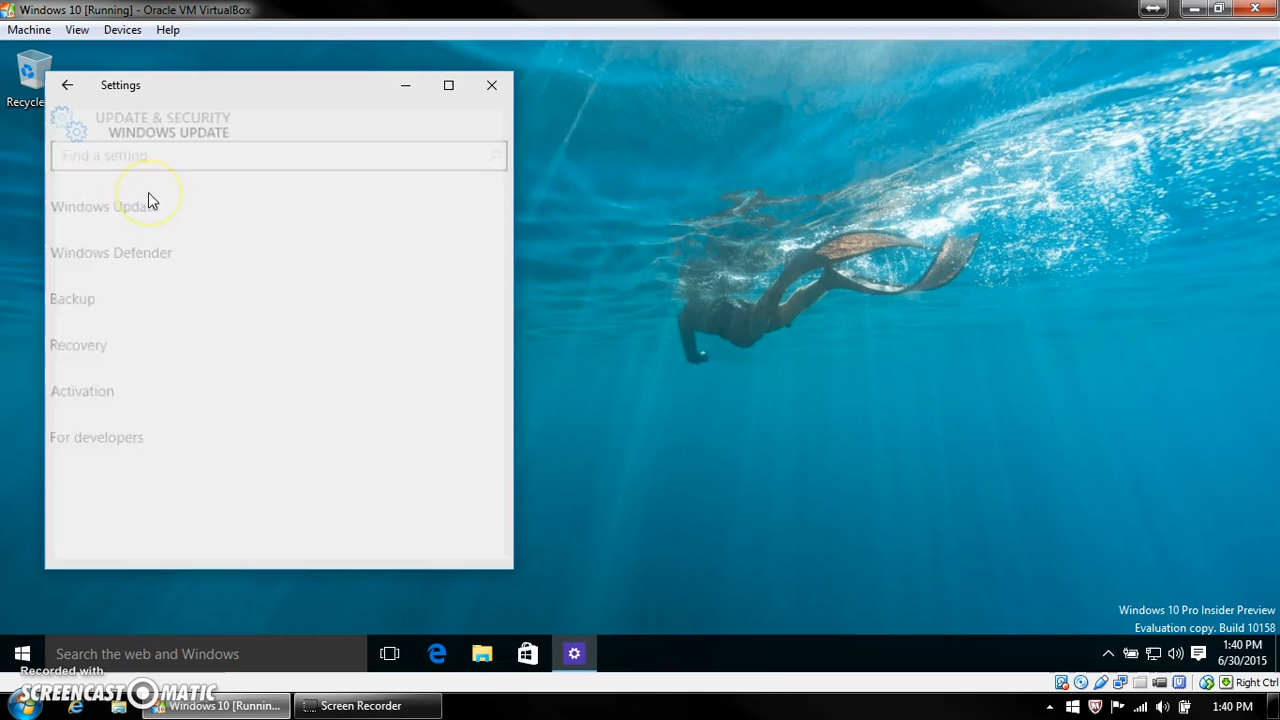 Windows 10 [Running] - Oracle VM VirtualBox
Machine View Devices Help
Recycle
Settings
UPDATE & SECURITY
WINDOWS UPDATE
Find a setting
Windows Update
Windows Defender
Backup
Recovery
Activation
For developers
Windows 10 Pro Insider Preview
Evaluation copy. Build 10158
Search the web and Windows
1:40 PM
6/30/2015
Recorded with
SCREENCAST MATIC
Right Ctrl
Windows 10 [Runnin...
Screen Recorder
1:40 PM